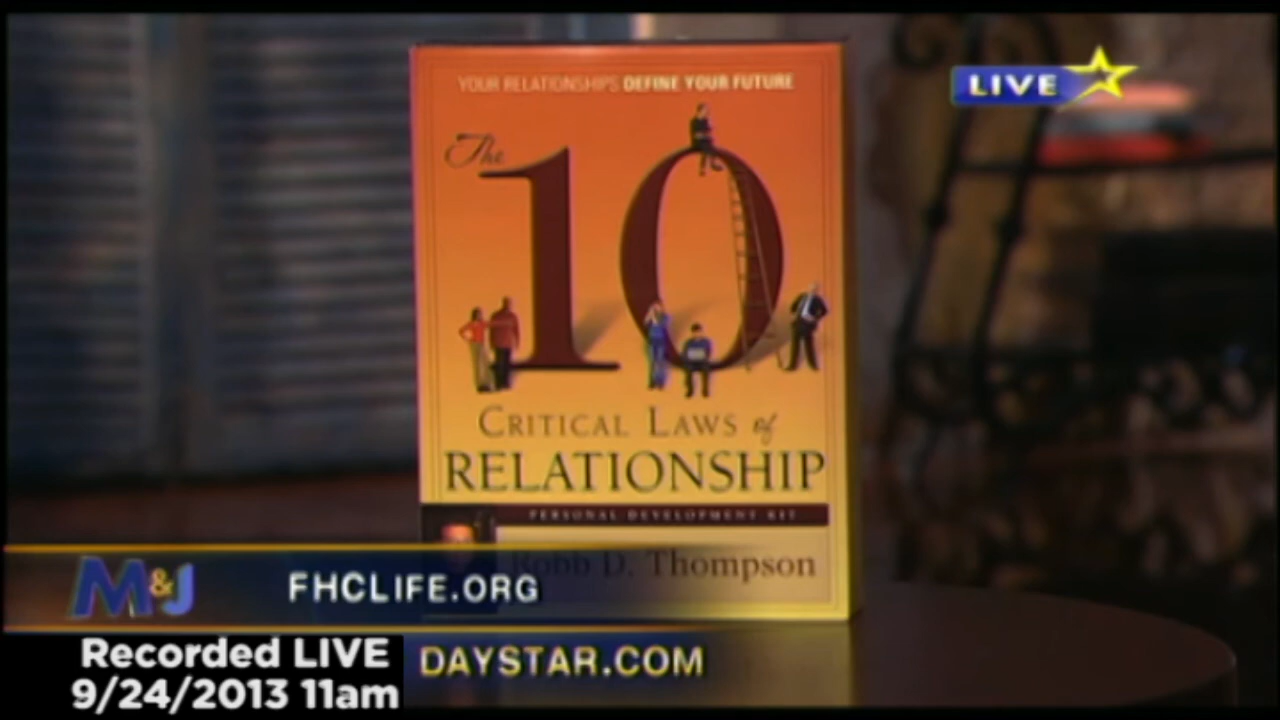 YOUR RELATIONSHIPS DEFINE YOUR FUTURE
LIVE
The
10
CRITICAL LAWS of
RELATIONSHIP
PERSONAL DEVELOPMENT KIT
Robb D. Thompson
M&J
FHCLIFE.ORG
DAYSTAR.COM
Recorded LIVE
9/24/2013 11am